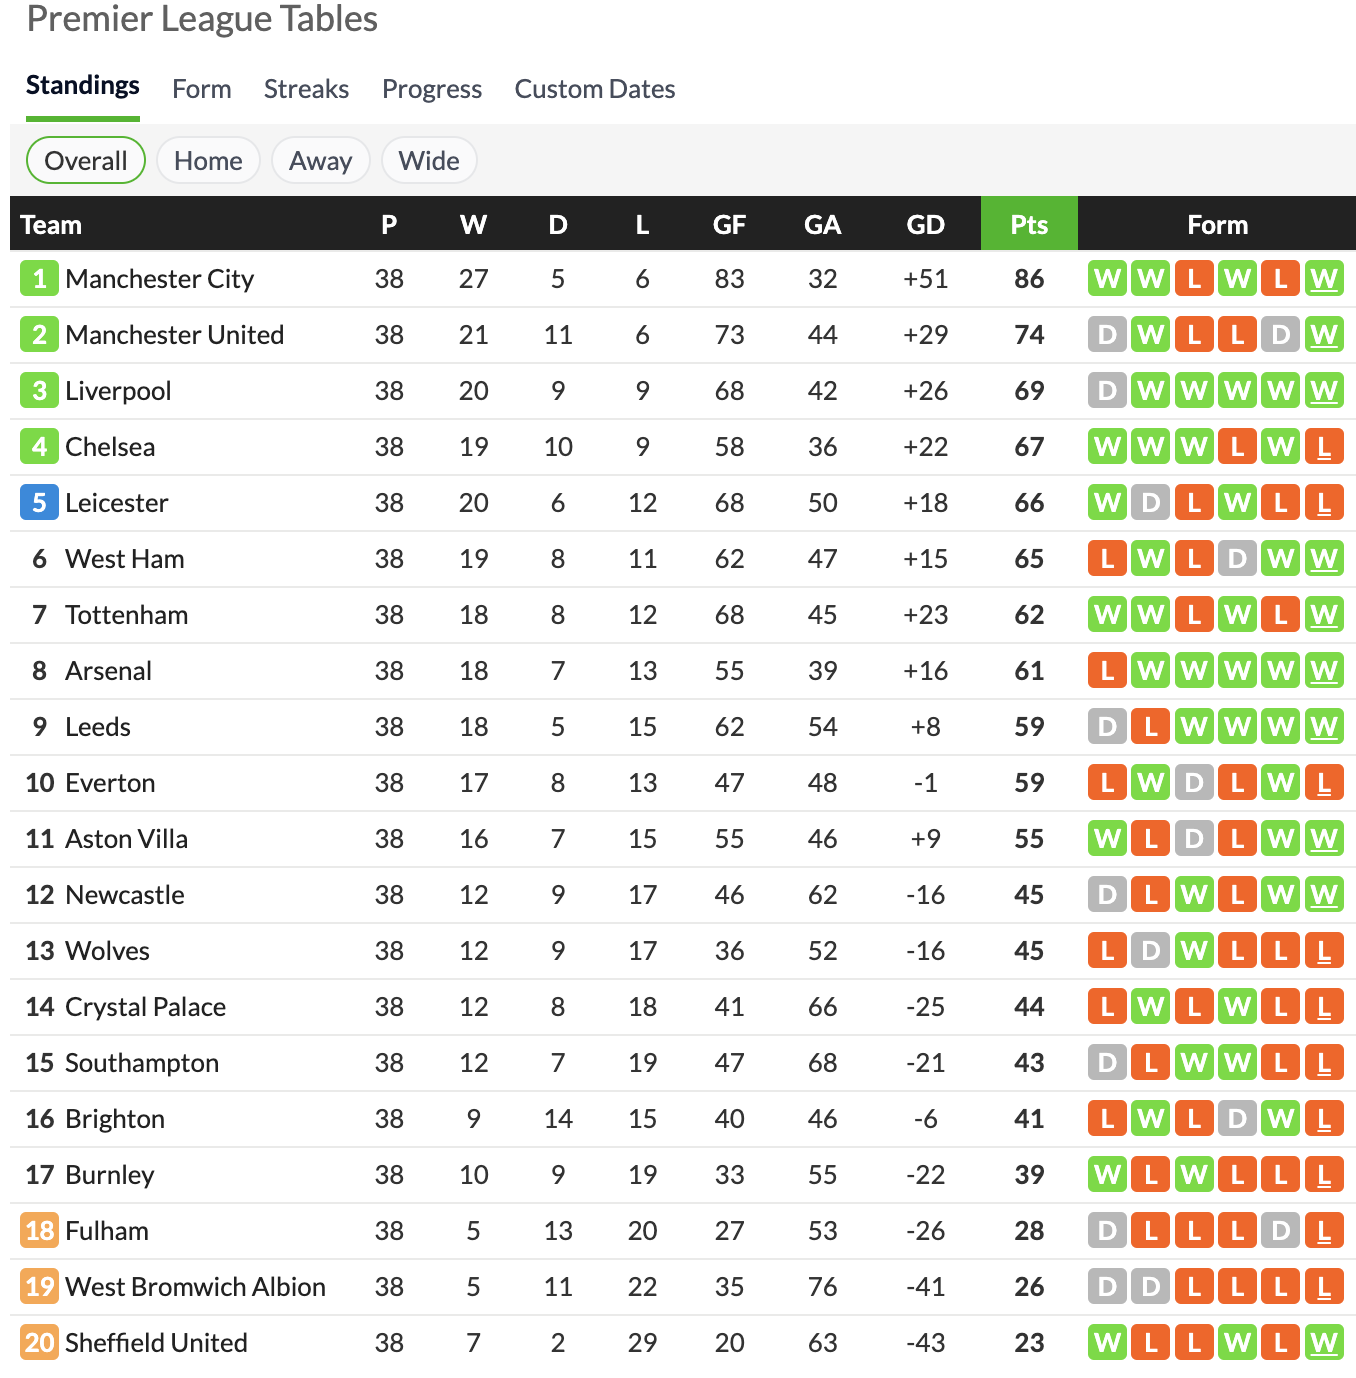 Premier League Tables
Standings Form Streaks Progress Custom Dates
Overall Home Away Wide
Team P W D L GF GA GD Pts Form
1 Manchester City 38 27 5 6 83 32 +51 86 W W L W L W
2 Manchester United 38 21 11 6 73 44 +29 74 D W L L D W
3 Liverpool 38 20 9 9 68 42 +26 69 D W W W W W
4 Chelsea 38 19 10 9 58 36 +22 67 W W W L W L
5 Leicester 38 20 6 12 68 50 +18 66 W D L W L L
6 West Ham 38 19 8 11 62 47 +15 65 L W L D W W
7 Tottenham 38 18 8 12 68 45 +23 62 W W L W L W
8 Arsenal 38 18 7 13 55 39 +16 61 L W W W W W
9 Leeds 38 18 5 15 62 54 +8 59 D L W W W W
10 Everton 38 17 8 13 47 48 -1 59 L W D L W L
11 Aston Villa 38 16 7 15 55 46 +9 55 W L D L W W
12 Newcastle 38 12 9 17 46 62 -16 45 D L W L W W
13 Wolves 38 12 9 17 36 52 -16 45 L D W L L L
14 Crystal Palace 38 12 8 18 41 66 -25 44 L W L W L L
15 Southampton 38 12 7 19 47 68 -21 43 D L W W L L
16 Brighton 38 9 14 15 40 46 -6 41 L W L D W L
17 Burnley 38 10 9 19 33 55 -22 39 W L W L L L
18 Fulham 38 5 13 20 27 53 -26 28 D L L L D L
19 West Bromwich Albion 38 5 11 22 35 76 -41 26 D D L L L L
20 Sheffield United 38 7 2 29 20 63 -43 23 W L L W L W